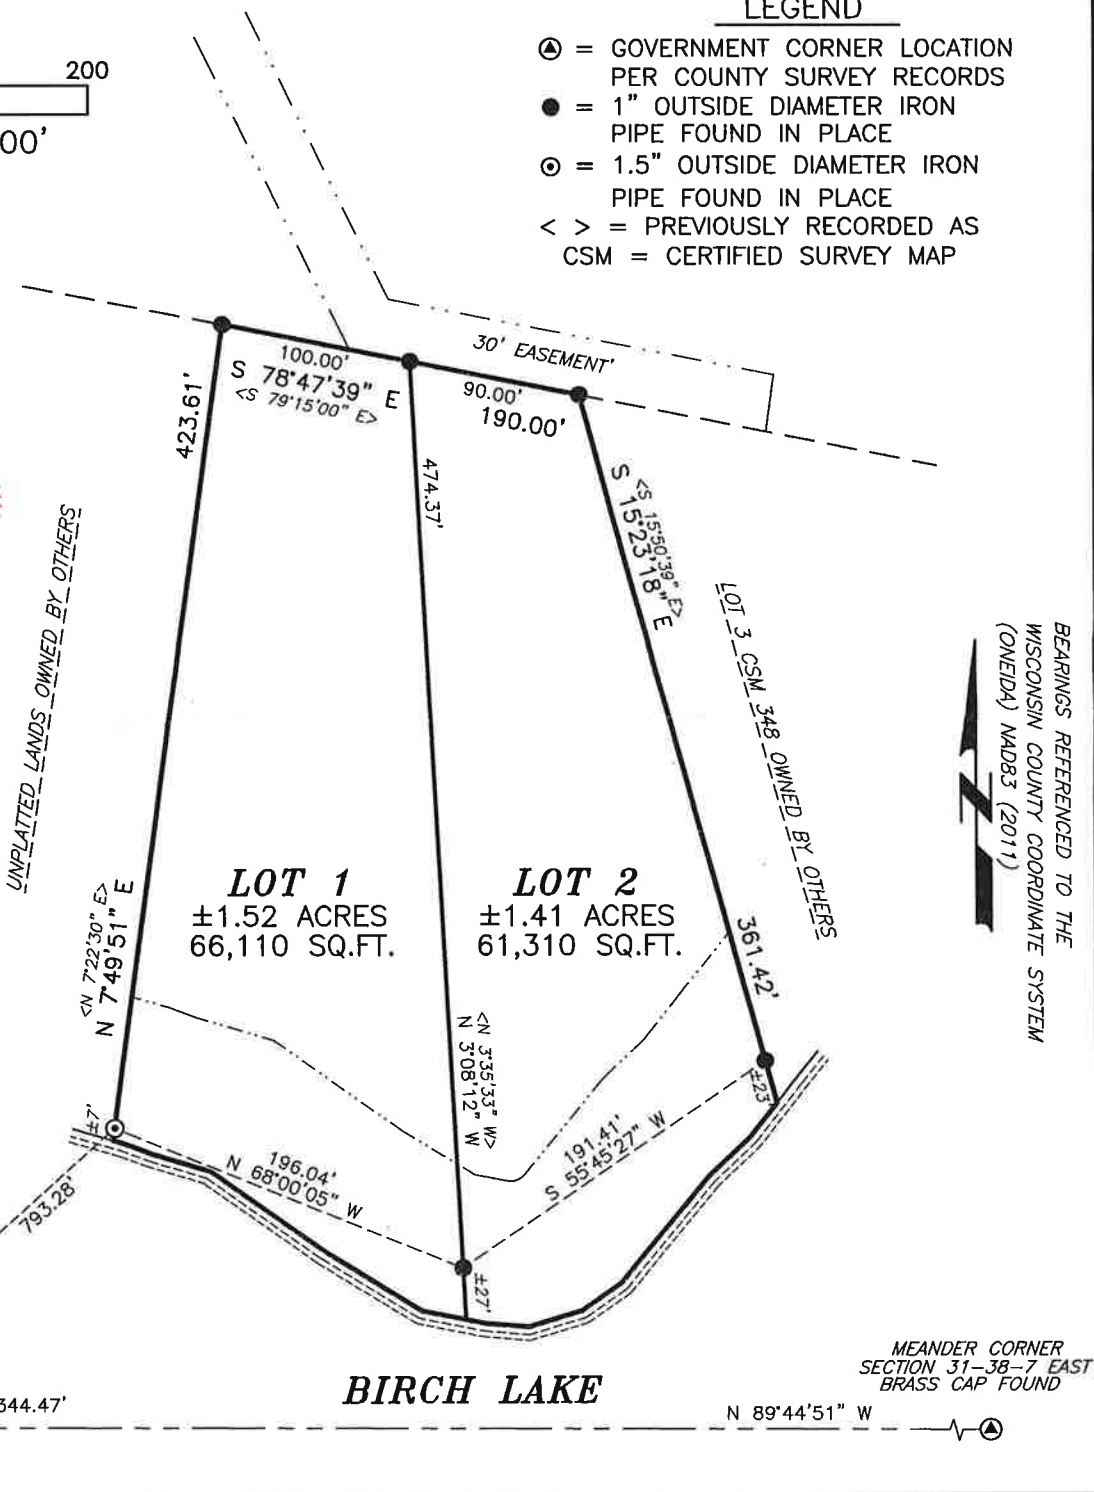 LEGEND
= GOVERNMENT CORNER LOCATION
PER COUNTY SURVEY RECORDS
= 1" OUTSIDE DIAMETER IRON
PIPE FOUND IN PLACE
= 1.5" OUTSIDE DIAMETER IRON
PIPE FOUND IN PLACE
< > = PREVIOUSLY RECORDED AS
CSM = CERTIFIED SURVEY MAP
200
00'
30' EASEMENT'
100.00'
S 78°47'39" E
<S 79°15'00" E>
90.00'
190.00'
423.61'
474.37'
<S 15°50'39" E>
S 15°23'18" E
UNPLATTED LANDS OWNED BY OTHERS
LOT 3 CSM 348 OWNED BY OTHERS
BEARINGS REFERENCED TO THE
WISCONSIN COUNTY COORDINATE SYSTEM
(ONEIDA) NAD83 (2011)
N
LOT 1
±1.52 ACRES
66,110 SQ.FT.
LOT 2
±1.41 ACRES
61,310 SQ.FT.
361.42'
<N 7°22'30" E>
N 7°49'51" E
<N 3°35'33" W>
N 3°08'12" W
±7'
±23'
196.04'
N 68°00'05" W
191.41'
S 55°45'27" W
793.28'
±27'
BIRCH LAKE
MEANDER CORNER
SECTION 31-38-7 EAST
BRASS CAP FOUND
344.47'
N 89°44'51" W